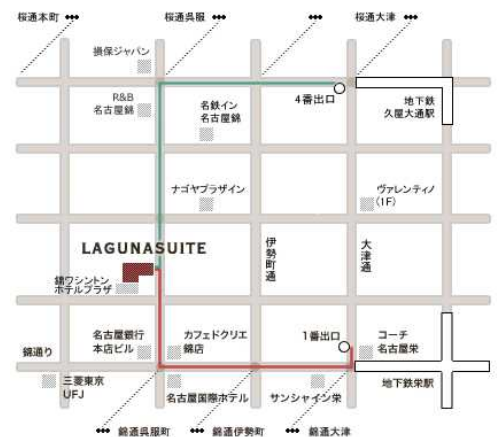 桜通本町
桜通呉服
桜通大津
損保ジャパン
R&B
名古屋錦
名鉄イン
名古屋錦
4番出口
地下鉄
久屋大通駅
ナゴヤプラザイン
ヴァレンティノ
(1F)
LAGUNASUITE
伊勢町通
大津通
錦ワシントン
ホテルプラザ
錦通り
名古屋銀行
本店ビル
カフェドクリエ
錦店
1番出口
コーチ
名古屋栄
三菱東京
UFJ
名古屋国際ホテル
サンシャイン栄
地下鉄栄駅
錦通呉服町
錦通伊勢町
錦通大津